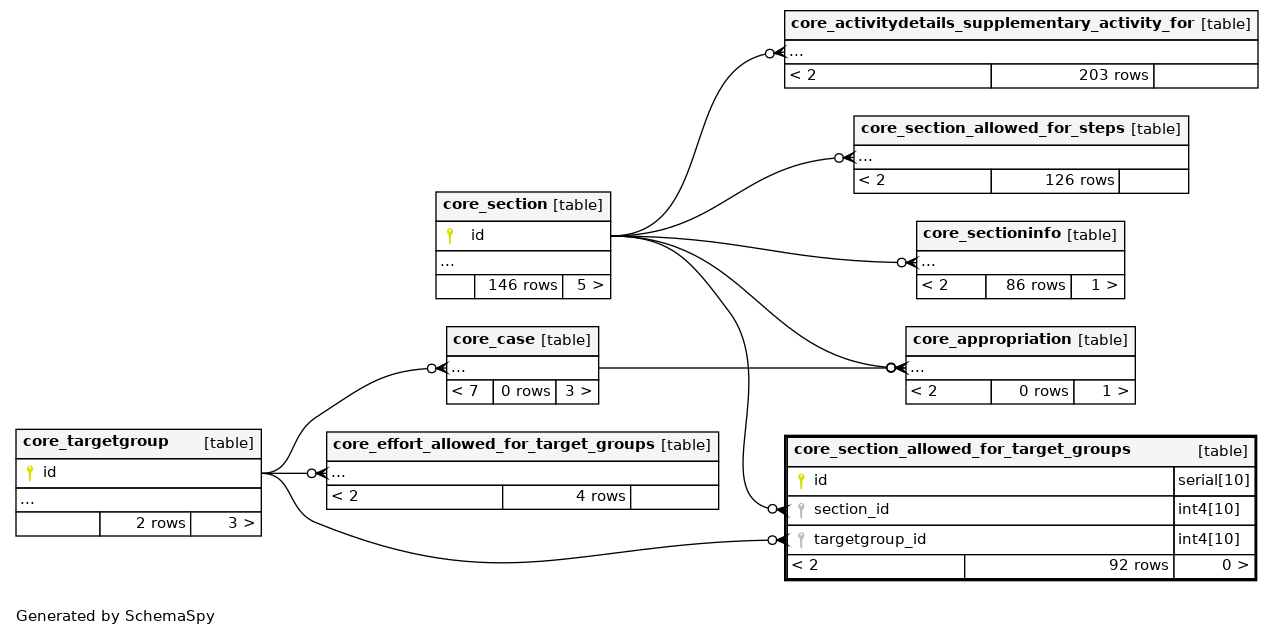 core_activitydetails_supplementary_activity_for [table]
...
< 2 203 rows
core_section_allowed_for_steps [table]
...
< 2 126 rows
core_section [table]
id
...
146 rows 5 >
core_sectioninfo [table]
...
< 2 86 rows 1 >
core_case [table]
...
< 7 0 rows 3 >
core_appropriation [table]
...
< 2 0 rows 1 >
core_targetgroup [table]
id
...
2 rows 3 >
core_effort_allowed_for_target_groups [table]
...
< 2 4 rows
core_section_allowed_for_target_groups [table]
id serial[10]
section_id int4[10]
targetgroup_id int4[10]
< 2 92 rows 0 >
Generated by SchemaSpy